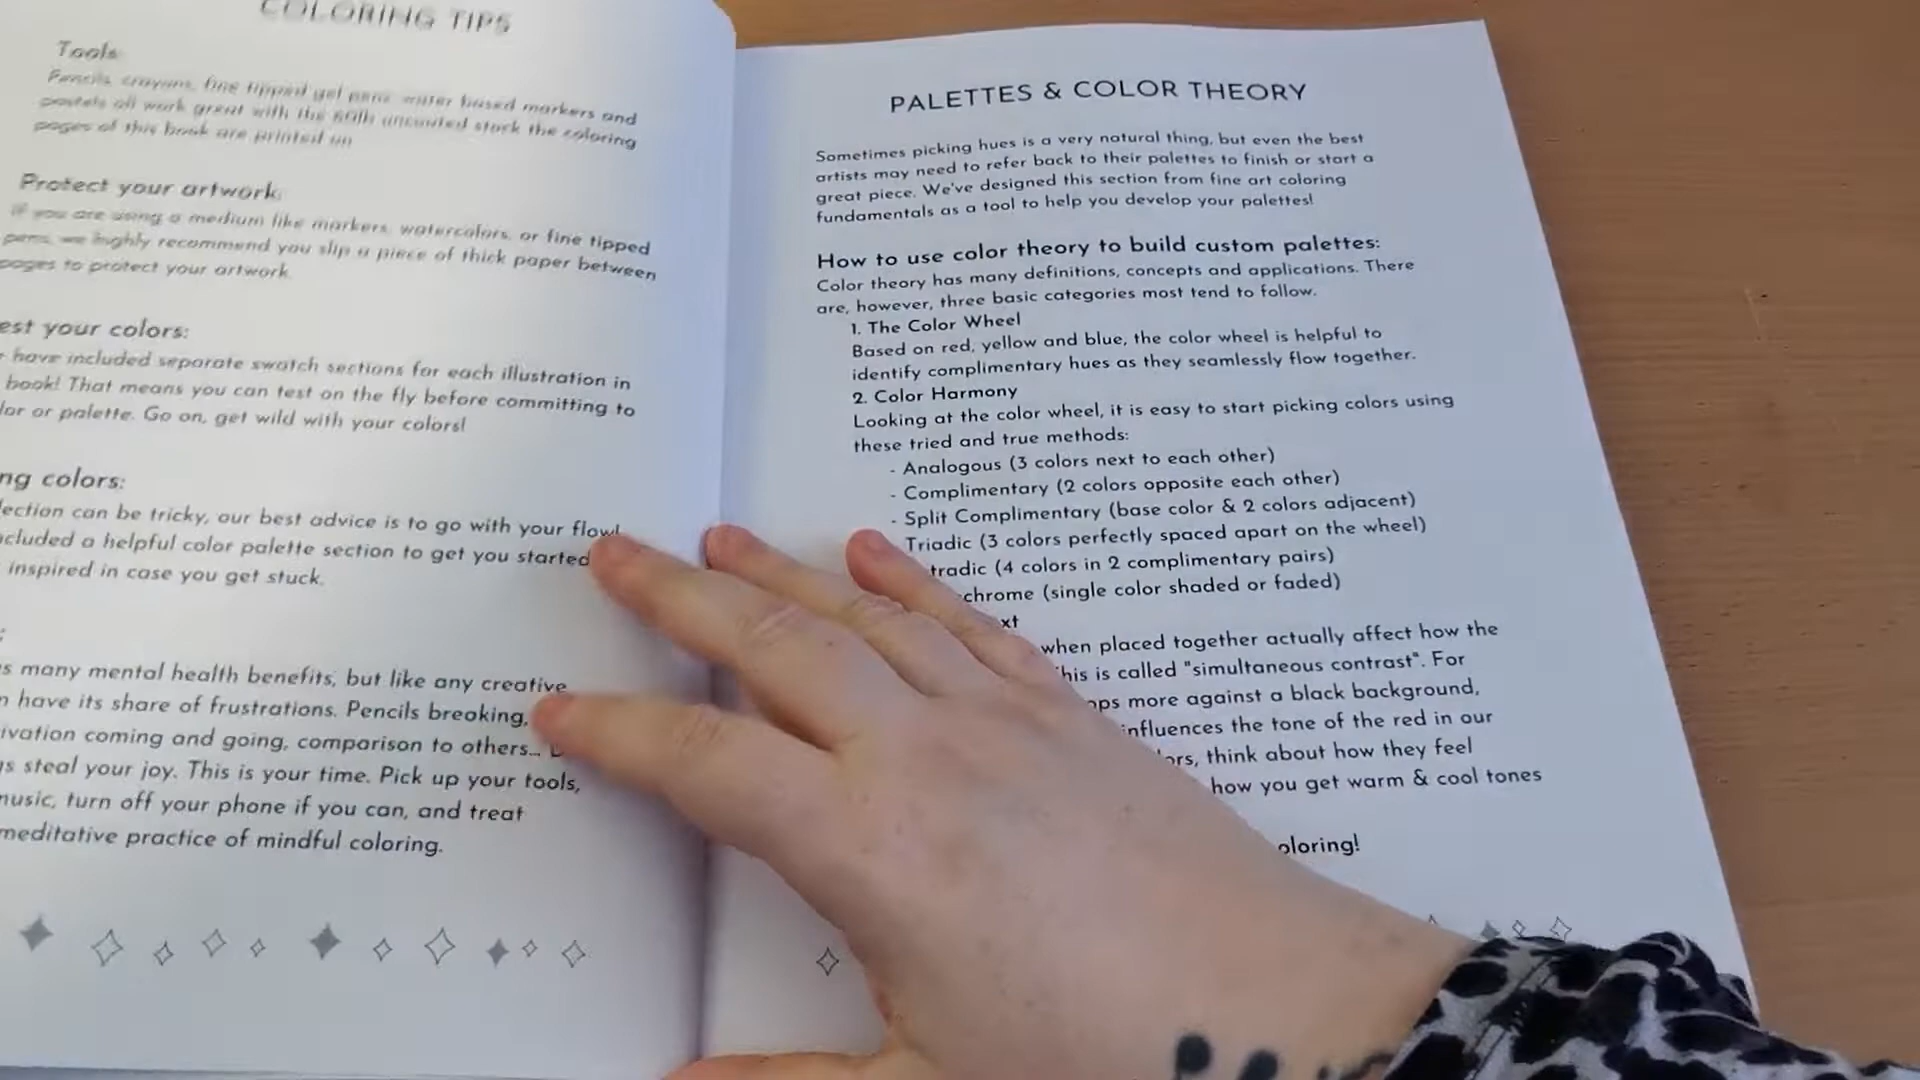 COLORING TIPS
Tools:
Pencils, crayons, fine tipped gel pens, water based markers and
pastels all work great with the 60lb uncoated stock the coloring
pages of this book are printed on
Protect your artwork:
If you are using a medium like markers, watercolors, or fine tipped
pens, we highly recommend you slip a piece of thick paper between
pages to protect your artwork.
est your colors:
have included separate swatch sections for each illustration in
book! That means you can test on the fly before committing to
lor or palette. Go on, get wild with your colors!
ng colors:
lection can be tricky, our best advice is to go with your flow!
ncluded a helpful color palette section to get you started
inspired in case you get stuck.
s many mental health benefits, but like any creative
n have its share of frustrations. Pencils breaking,
ivation coming and going, comparison to others...
gs steal your joy. This is your time. Pick up your tools,
music, turn off your phone if you can, and treat
meditative practice of mindful coloring.
PALETTES & COLOR THEORY
Sometimes picking hues is a very natural thing, but even the best
artists may need to refer back to their palettes to finish or start a
great piece. We've designed this section from fine art coloring
fundamentals as a tool to help you develop your palettes!
How to use color theory to build custom palettes:
Color theory has many definitions, concepts and applications. There
are, however, three basic categories most tend to follow.
1. The Color Wheel
Based on red, yellow and blue, the color wheel is helpful to
identify complimentary hues as they seamlessly flow together.
2. Color Harmony
Looking at the color wheel, it is easy to start picking colors using
these tried and true methods:
- Analogous (3 colors next to each other)
- Complimentary (2 colors opposite each other)
- Split Complimentary (base color & 2 colors adjacent)
Triadic (3 colors perfectly spaced apart on the wheel)
tradic (4 colors in 2 complimentary pairs)
chrome (single color shaded or faded)
xt
when placed together actually affect how the
his is called "simultaneous contrast". For
ops more against a black background,
influences the tone of the red in our
ors, think about how they feel
how you get warm & cool tones
oloring!